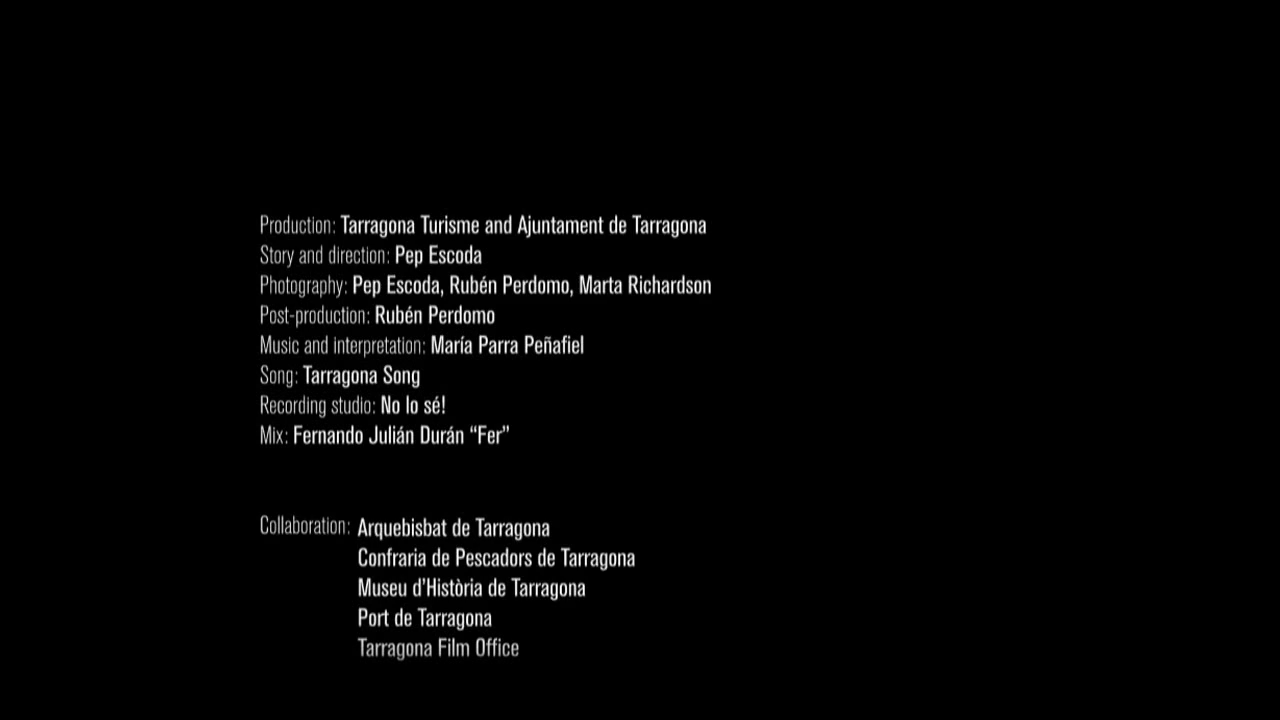 Production: Tarragona Turisme and Ajuntament de Tarragona
Story and direction: Pep Escoda
Photography: Pep Escoda, Rubén Perdomo, Marta Richardson
Post-production: Rubén Perdomo
Music and interpretation: María Parra Peñafiel
Song: Tarragona Song
Recording studio: No lo sé!
Mix: Fernando Julián Durán “Fer”
Collaboration: Arquebisbat de Tarragona
Confraria de Pescadors de Tarragona
Museu d’Història de Tarragona
Port de Tarragona
Tarragona Film Office